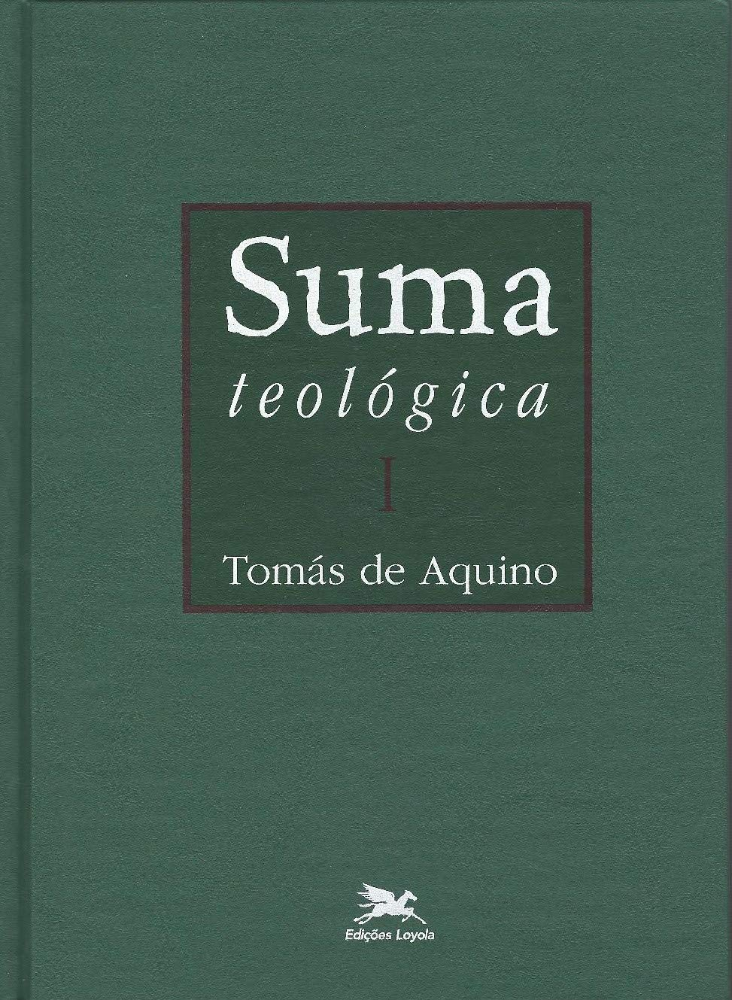 Suma
teológica
I
Tomás de Aquino
Edições Loyola